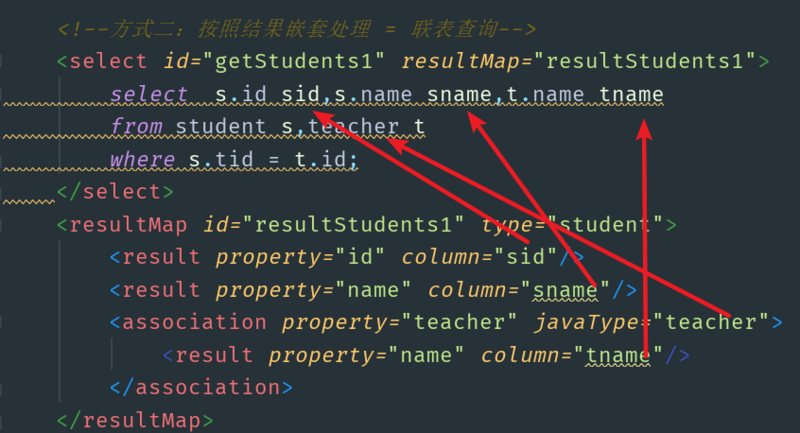 <!--方式二：按照结果嵌套处理 = 联表查询-->
<select id="getStudents1" resultMap="resultStudents1">
select  s.id sid,s.name sname,t.name tname
from student s,teacher t
where s.tid = t.id;
</select>
<resultMap id="resultStudents1" type="student">
<result property="id" column="sid"/>
<result property="name" column="sname"/>
<association property="teacher" javaType="teacher">
<result property="name" column="tname"/>
</association>
</resultMap>